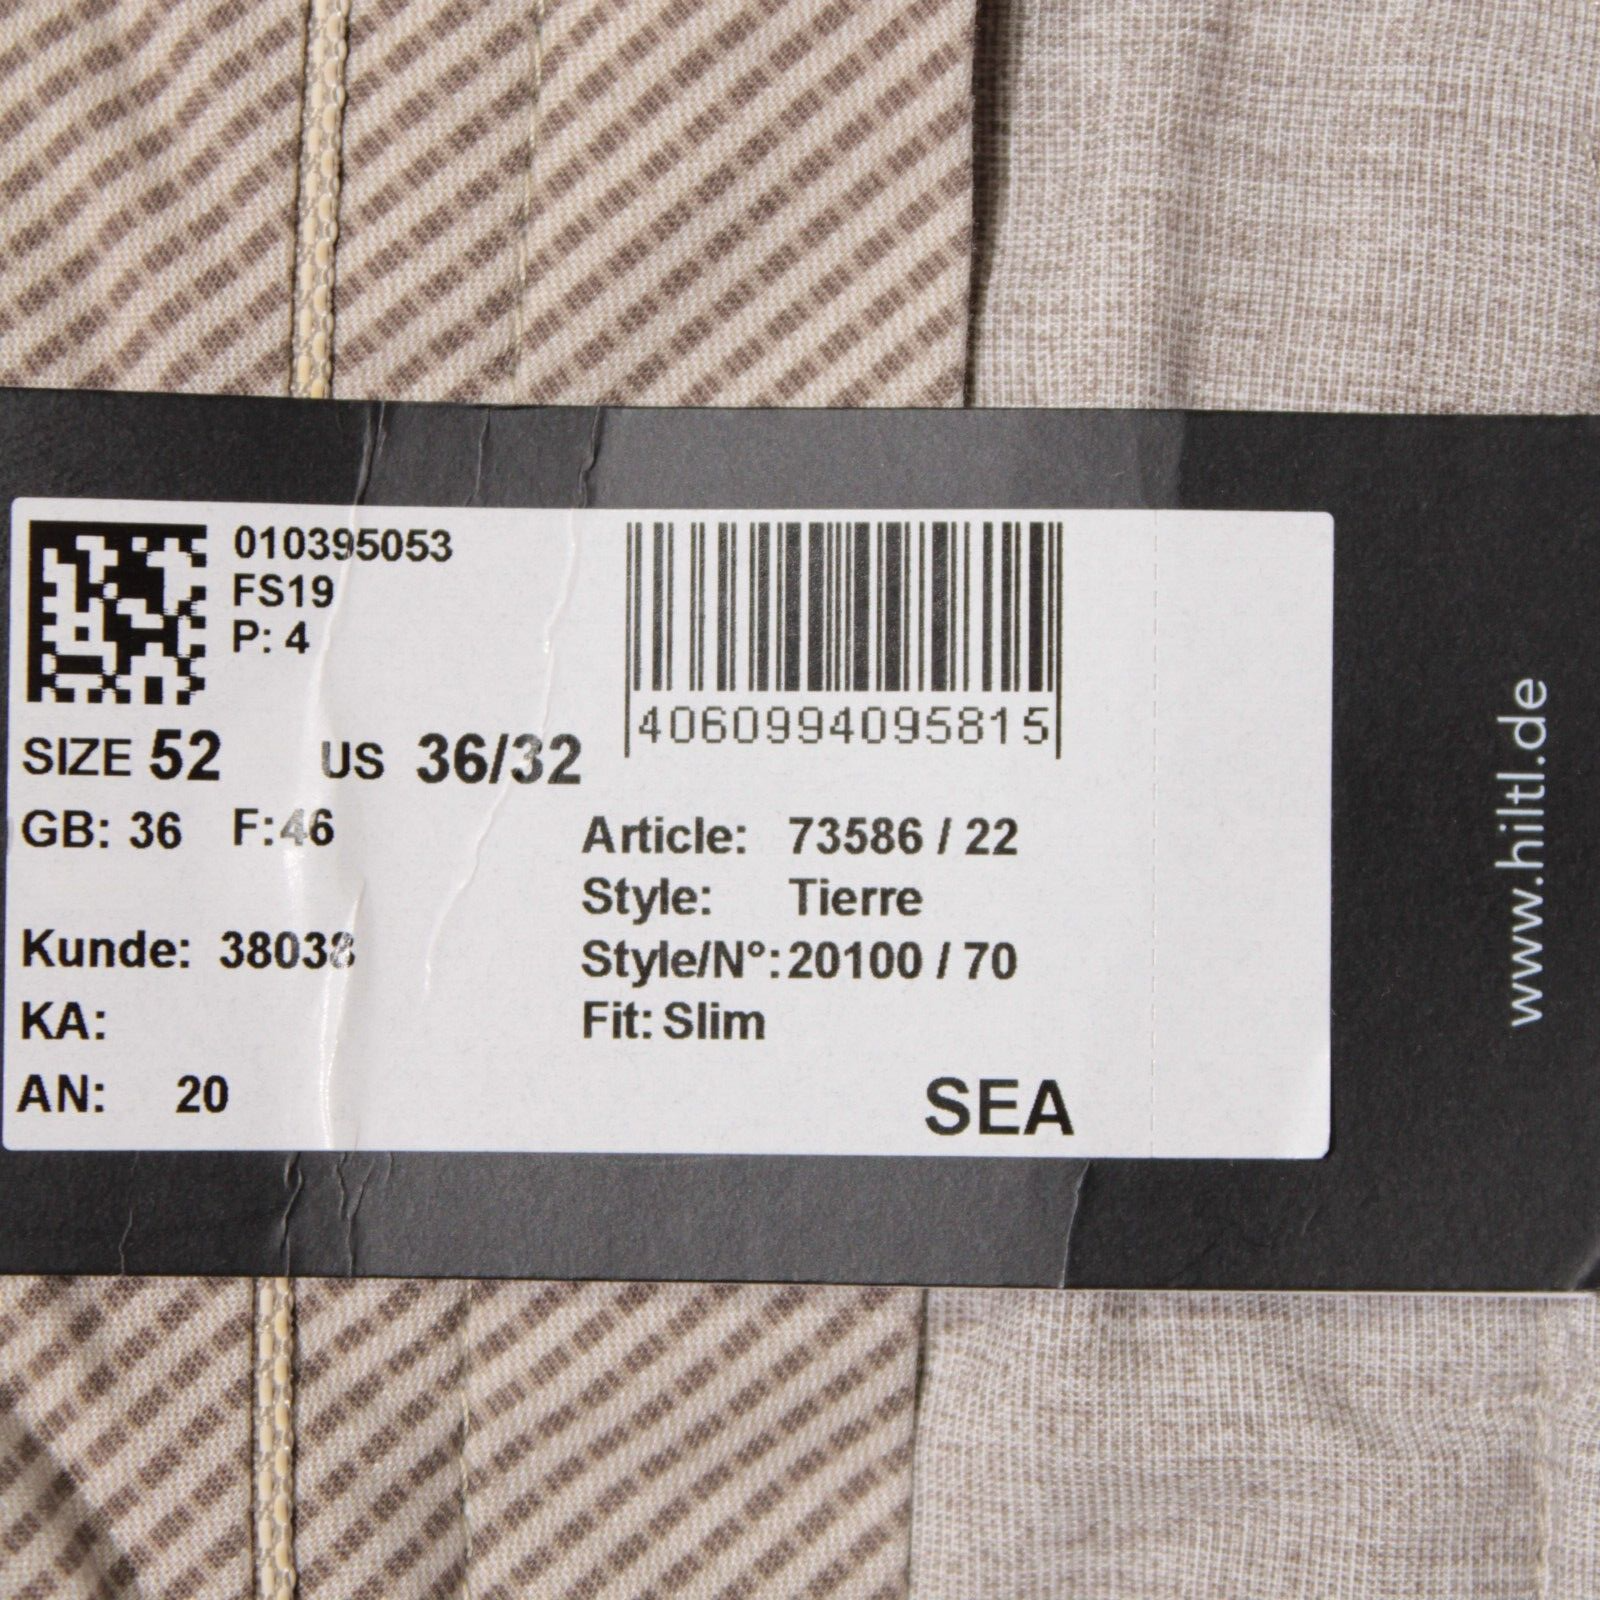 010395053
FS19
P: 4
4060994095815
SIZE 52 US 36/32
GB: 36 F:46
Article: 73586 / 22
Style: Tierre
Kunde: 38038
Style/N°: 20100 / 70
KA:
Fit: Slim
AN: 20
SEA
www.hiltl.de